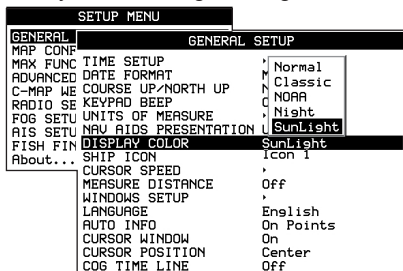 SETUP MENU
GENERAL
MAP CONF
MAX FUNC
ADVANCED
C-MAP WE
RADIO SE
FOG SETU
AIS SETU
FISH FIN
About...
GENERAL SETUP
TIME SETUP
DATE FORMAT M
COURSE UP/NORTH UP N
KEYPAD BEEP
UNITS OF MEASURE
NAV AIDS PRESENTATION U
DISPLAY COLOR SunLight
SHIP ICON Icon 1
CURSOR SPEED
MEASURE DISTANCE Off
WINDOWS SETUP
LANGUAGE English
AUTO INFO On Points
CURSOR WINDOW On
CURSOR POSITION Center
COG TIME LINE Off
Normal
Classic
NOAA
Night
SunLight